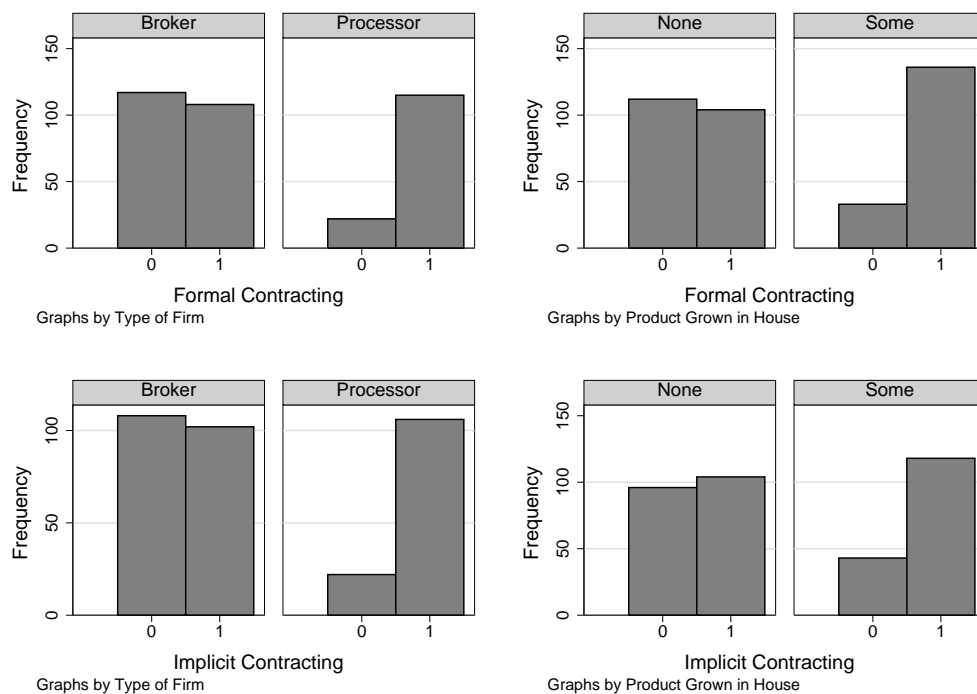 Broker Processor
150
100
50
0
Frequency
0 1 0 1
Formal Contracting
Graphs by Type of Firm
None Some
150
100
50
0
Frequency
0 1 0 1
Formal Contracting
Graphs by Product Grown in House
Broker Processor
100
50
0
Frequency
0 1 0 1
Implicit Contracting
Graphs by Type of Firm
None Some
150
100
50
0
Frequency
0 1 0 1
Implicit Contracting
Graphs by Product Grown in House